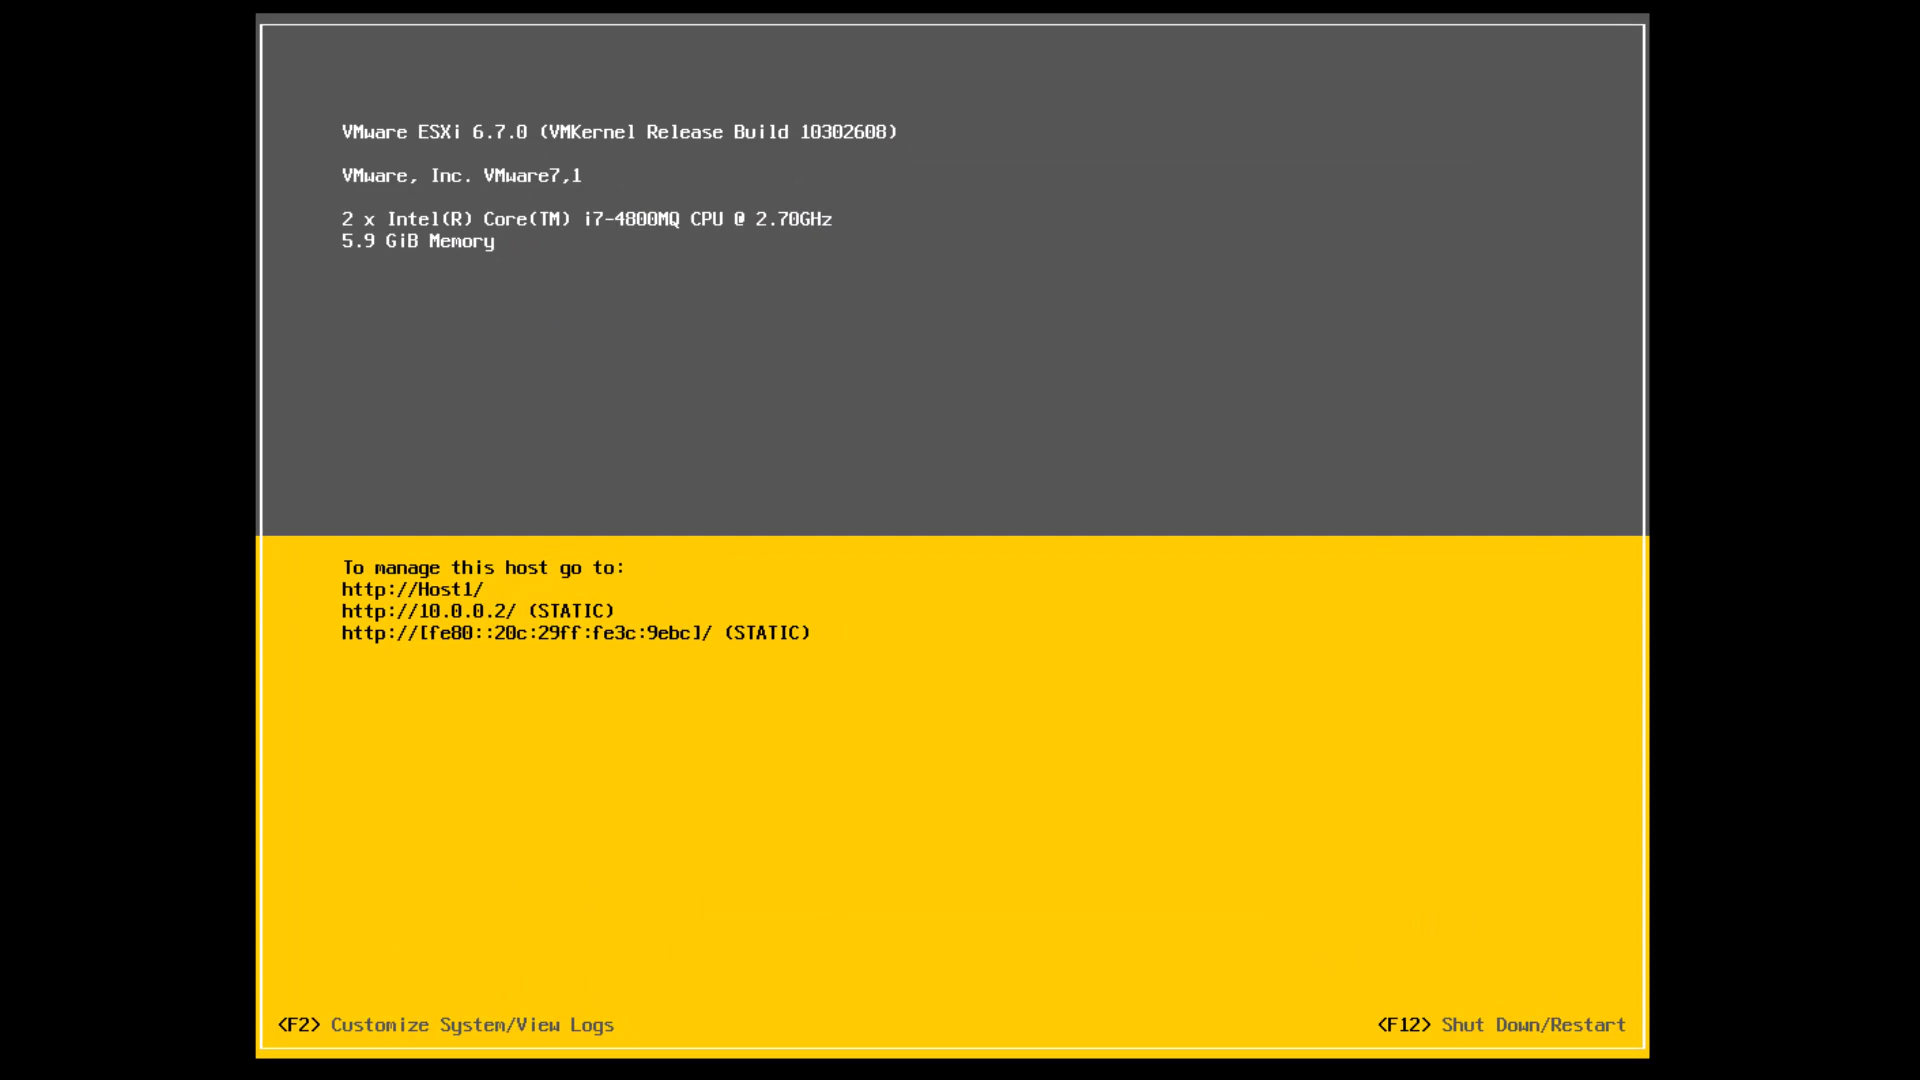 VMware ESXi 6.7.0 (VMKernel Release Build 10302608)
VMware, Inc. VMware7,1
2 x Intel(R) Core(TM) i7-4800MQ CPU @ 2.70GHz
5.9 GiB Memory
To manage this host go to:
http://Host1/
http://10.0.0.2/ (STATIC)
http://[fe80::20c:29ff:fe3c:9ebc]/ (STATIC)
<F2> Customize System/View Logs
<F12> Shut Down/Restart